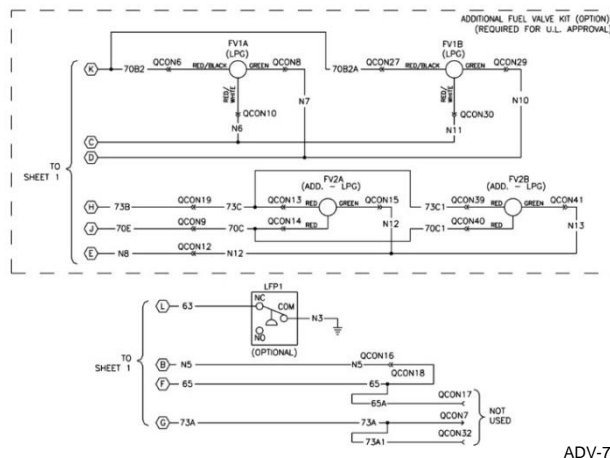 ADDITIONAL FUEL VALVE KIT (OPTION)
(REQUIRED FOR U.L. APPROVAL)
FV1A
(LPG)
FV1B
(LPG)
K
70B2
QCON6
RED/BLACK
GREEN
QCON8
70B2A
QCON27
RED/BLACK
GREEN
QCON29
RED/
WHITE
N7
RED/
WHITE
N10
QCON10
QCON30
N6
N11
C
D
TO
SHEET 1
FV2A
(ADD. - LPG)
FV2B
(ADD. - LPG)
H
73B
QCON19
73C
QCON13
RED
GREEN
QCON15
73C1
QCON39
RED
GREEN
QCON41
J
70E
QCON9
70C
QCON14
RED
N12
70C1
QCON40
RED
N13
E
N8
QCON12
N12
LFP1
L
63
NC
COM
N3
NO
(OPTIONAL)
TO
SHEET 1
B
N5
N5
QCON16
F
65
65
QCON18
65A
QCON17
G
73A
73A
QCON7
73A1
QCON32
NOT
USED
ADV-7